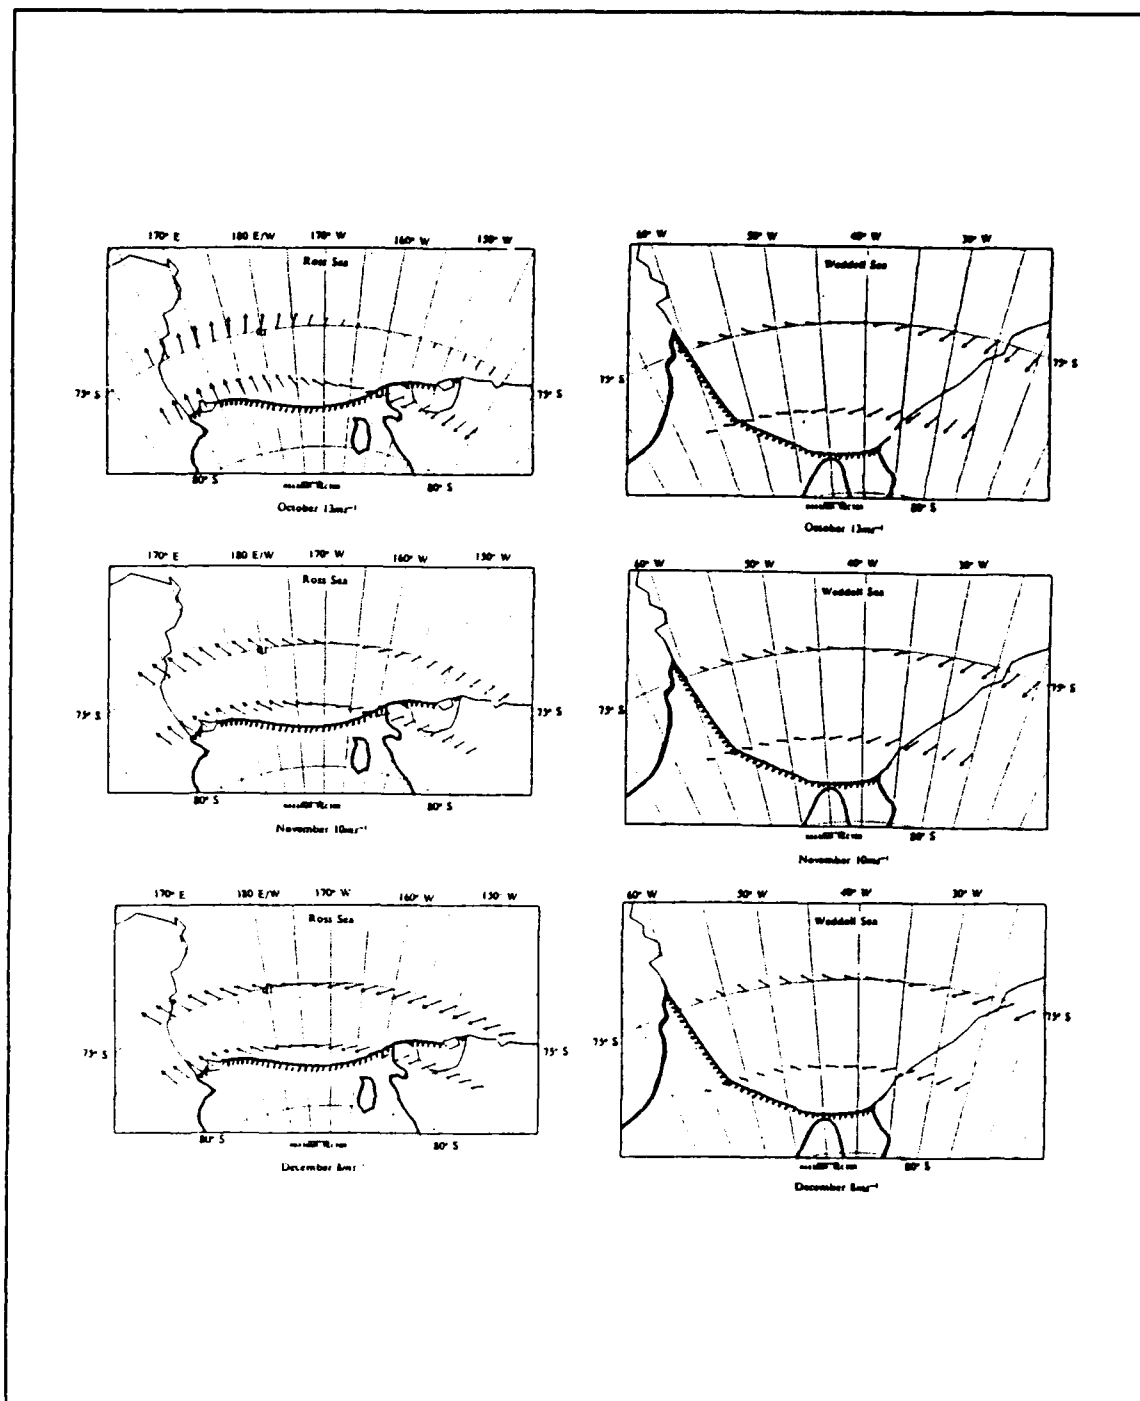 170° E 180 E/W 170° W 160° W 150° W
Ross Sea
75° S 75° S
80° S 80° S
October 13ms⁻¹
60° W 50° W 40° W 30° W
Weddell Sea
75° S 75° S
80° S
October 13ms⁻¹
170° E 180 E/W 170° W 160° W 150° W
Ross Sea
75° S 75° S
80° S 80° S
November 10ms⁻¹
60° W 50° W 40° W 30° W
Weddell Sea
75° S 75° S
80° S
November 10ms⁻¹
170° E 180 E/W 170° W 160° W 150° W
Ross Sea
75° S 75° S
80° S 80° S
December 8ms⁻¹
60° W 50° W 40° W 30° W
Weddell Sea
75° S 75° S
80° S
December 8ms⁻¹